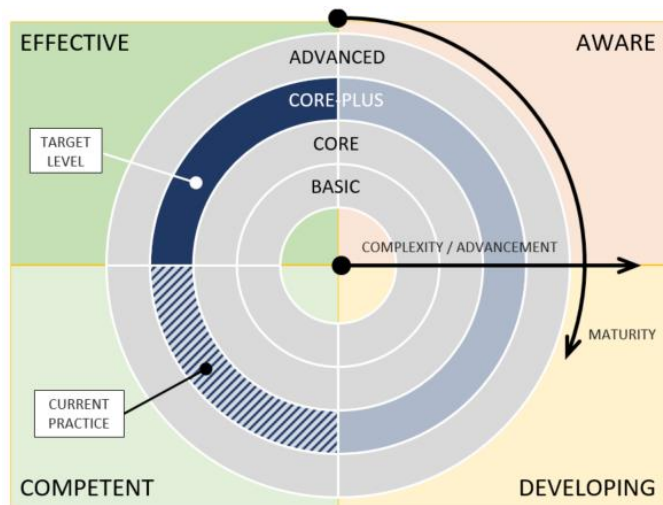 EFFECTIVE
AWARE
ADVANCED
CORE-PLUS
TARGET
LEVEL
CORE
BASIC
COMPLEXITY / ADVANCEMENT
MATURITY
CURRENT
PRACTICE
COMPETENT
DEVELOPING